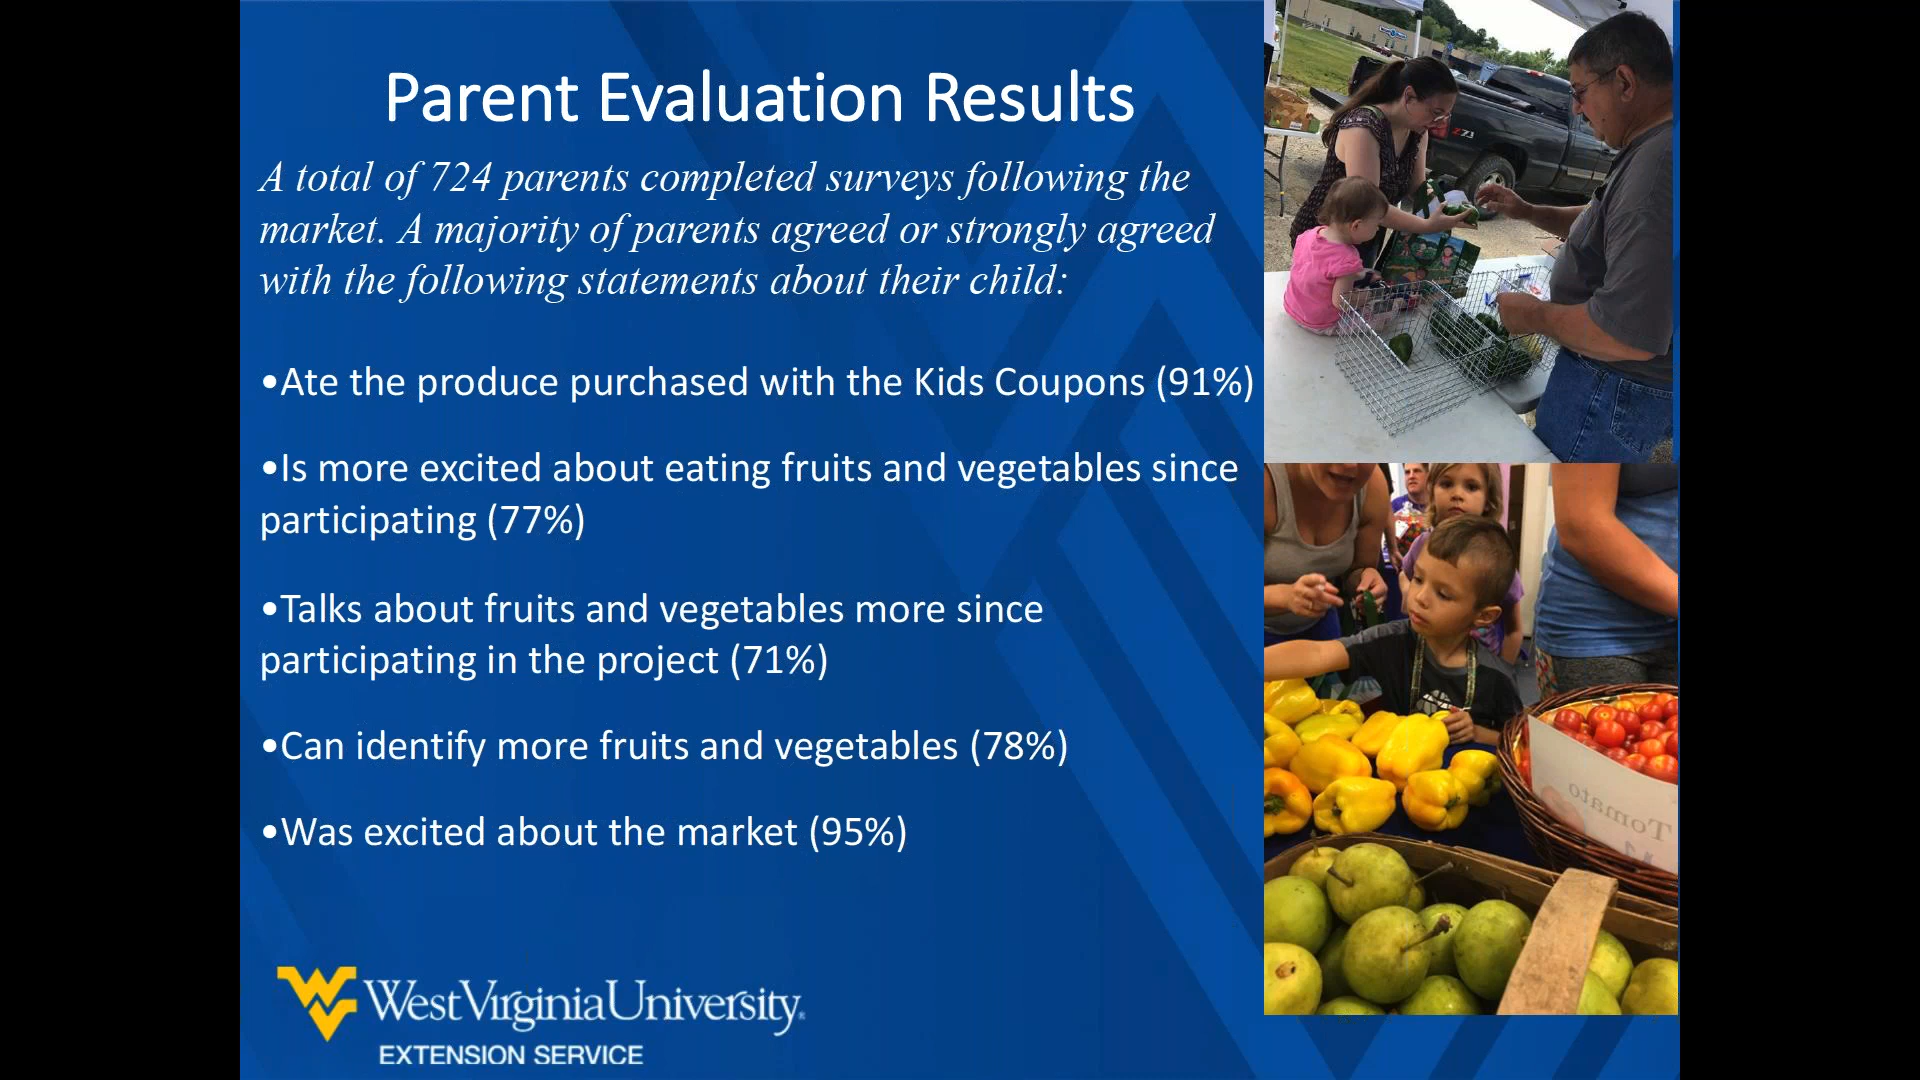 Parent Evaluation Results
A total of 724 parents completed surveys following the
market. A majority of parents agreed or strongly agreed
with the following statements about their child:
•Ate the produce purchased with the Kids Coupons (91%)
•Is more excited about eating fruits and vegetables since
participating (77%)
•Talks about fruits and vegetables more since
participating in the project (71%)
•Can identify more fruits and vegetables (78%)
•Was excited about the market (95%)
WestVirginiaUniversity®
EXTENSION SERVICE
Z71
Tomato